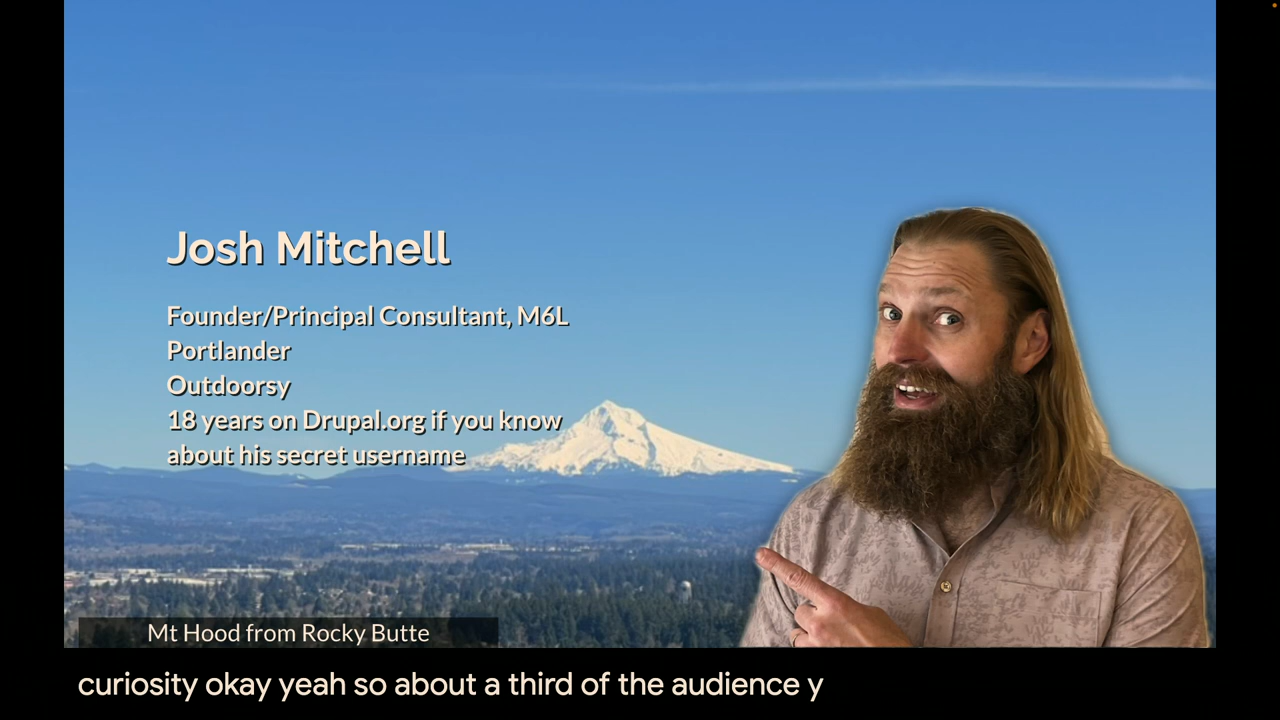 Josh Mitchell
Founder/Principal Consultant, M6L
Portlander
Outdoorsy
18 years on Drupal.org if you know
about his secret username
Mt Hood from Rocky Butte
curiosity okay yeah so about a third of the audience y